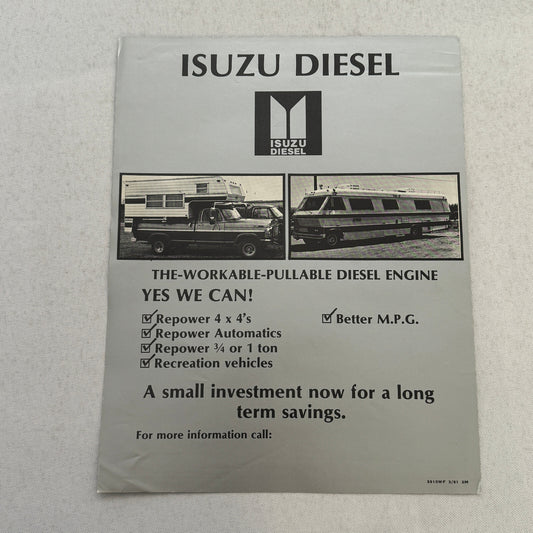 ISUZU DIESEL
ISUZU
DIESEL
THE-WORKABLE-PULLABLE DIESEL ENGINE
YES WE CAN!
Repower 4 x 4's
Better M.P.G.
Repower Automatics
Repower ¾ or 1 ton
Recreation vehicles
A small investment now for a long
term savings.
For more information call: